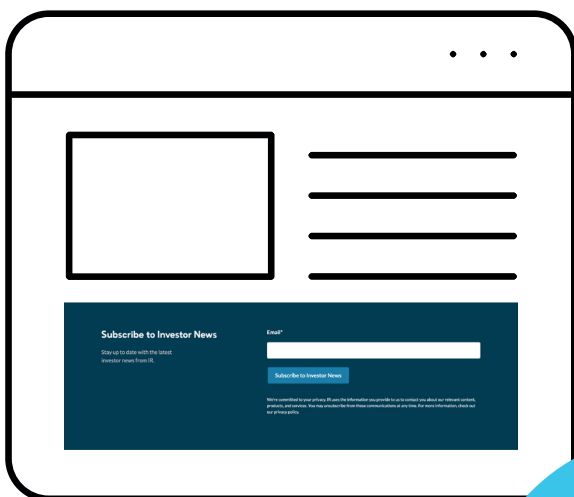 Subscribe to Investor News
Stay up to date with the latest
investor news from IR.
Email*
Subscribe to Investor News
We're committed to your privacy. IR uses the information you provide to us to contact you about our relevant content,
products, and services. You may unsubscribe from these communications at any time. For more information, check out
our privacy policy.